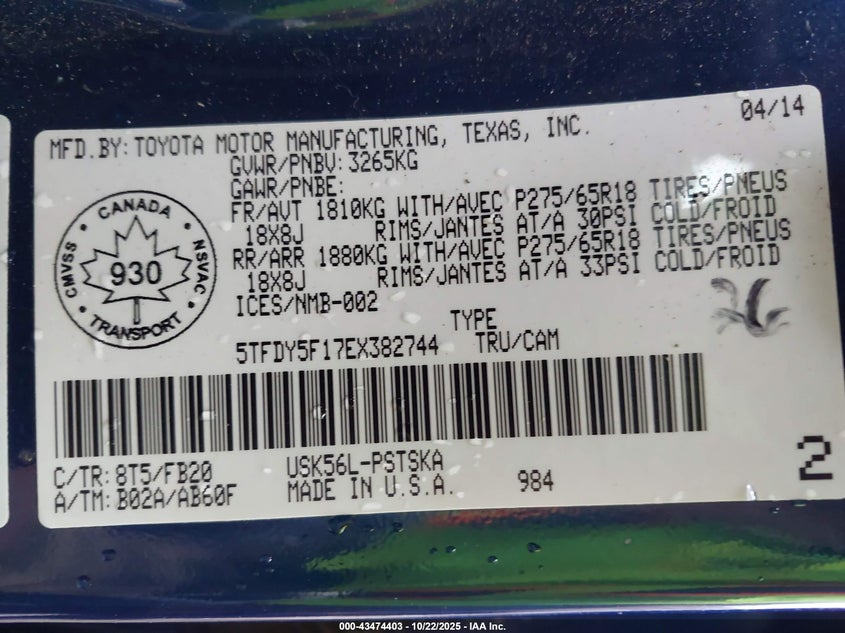 MFD.BY: TOYOTA MOTOR MANUFACTURING, TEXAS, INC. 04/14
GVWR/PNBV: 3265KG
GAWR/PNBE:
FR/AVT 1810KG WITH/AVEC P275/65R18 TIRES/PNEUS
18X8J RIMS/JANTES AT/A 30PSI COLD/FROID
RR/ARR 1880KG WITH/AVEC P275/65R18 TIRES/PNEUS
18X8J RIMS/JANTES AT/A 33PSI COLD/FROID
ICES/NMB-002
CANADA
CMVSS 930 NSVAC
TRANSPORT
TYPE
5TFDY5F17EX382744 TRU/CAM
C/TR: 8T5/FB20 USK56L-PSTSKA
A/TM: B02A/AB60F MADE IN U.S.A. 984
2
000-43474403 - 10/22/2025 - IAA Inc.